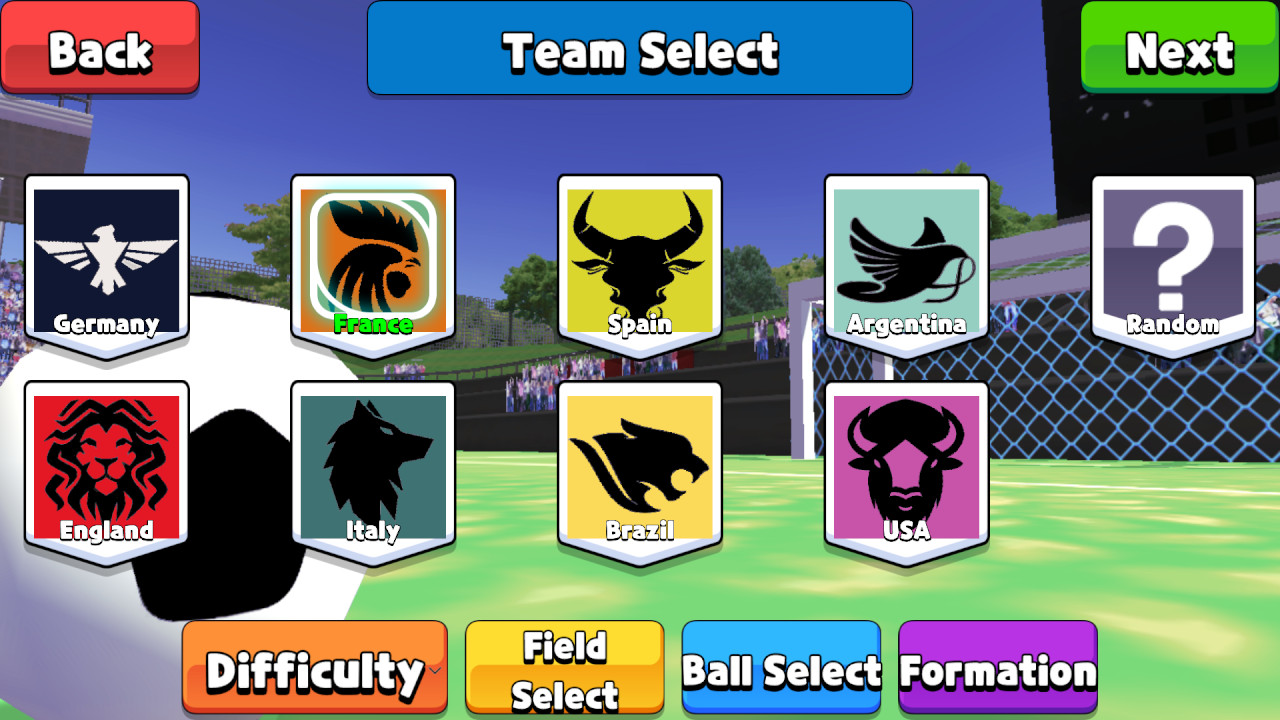 Back
Team Select
Next
Germany
France
Spain
Argentina
Random
England
Italy
Brazil
USA
Difficulty
Field
Select
Ball Select
Formation